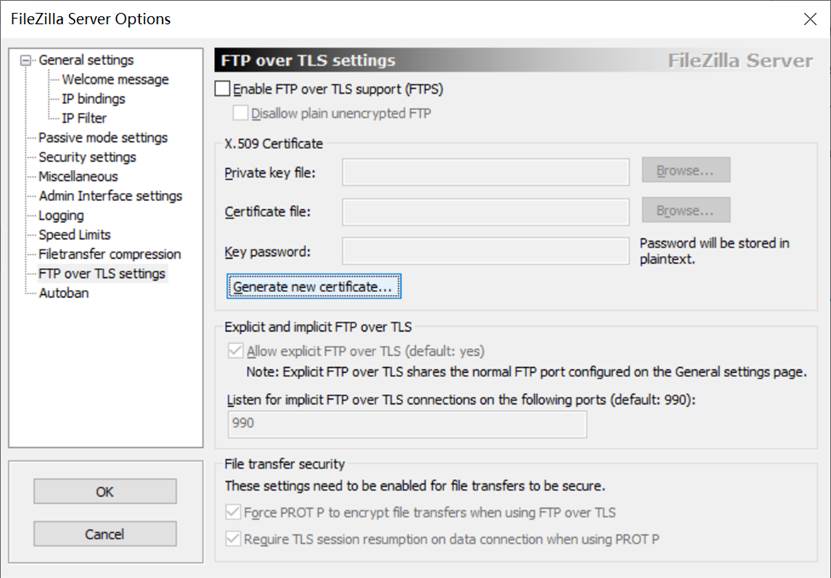 FileZilla Server Options
General settings
Welcome message
IP bindings
IP Filter
Passive mode settings
Security settings
Miscellaneous
Admin Interface settings
Logging
Speed Limits
Filetransfer compression
FTP over TLS settings
Autoban
OK
Cancel
FTP over TLS settings
FileZilla Server
Enable FTP over TLS support (FTPS)
Disallow plain unencrypted FTP
X.509 Certificate
Private key file:
Browse...
Certificate file:
Browse...
Key password:
Password will be stored in
plaintext.
Generate new certificate...
Explicit and implicit FTP over TLS
Allow explicit FTP over TLS (default: yes)
Note: Explicit FTP over TLS shares the normal FTP port configured on the General settings page.
Listen for implicit FTP over TLS connections on the following ports (default: 990):
990
File transfer security
These settings need to be enabled for file transfers to be secure.
Force PROT P to encrypt file transfers when using FTP over TLS
Require TLS session resumption on data connection when using PROT P